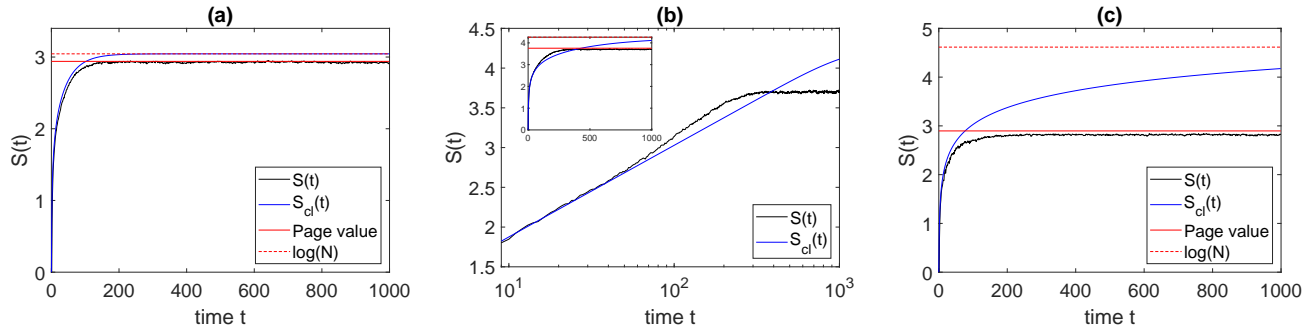 (a)
S(t)
3
2
1
0
S(t)
S_cl(t)
Page value
log(N)
0 200 400 600 800 1000
time t
(b)
S(t)
4.5
4
3.5
3
2.5
2
1.5
4
3
2
1
0
0 500 1000
S(t)
S_cl(t)
10^1 10^2 10^3
time t
(c)
S(t)
5
4
3
2
1
0
S(t)
S_cl(t)
Page value
log(N)
0 200 400 600 800 1000
time t